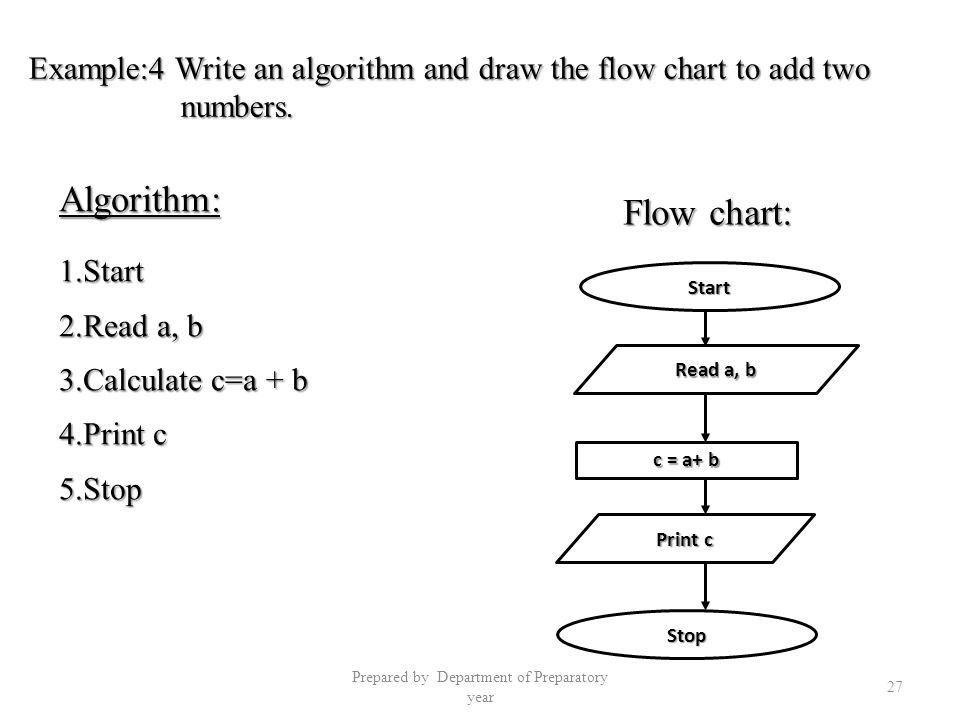 Example:4 Write an algorithm and draw the flow chart to add two
numbers.
Algorithm:
1.Start
2.Read a, b
3.Calculate c=a + b
4.Print c
5.Stop
Flow chart:
Start
Read a, b
c = a+ b
Print c
Stop
Prepared by Department of Preparatory
year
27